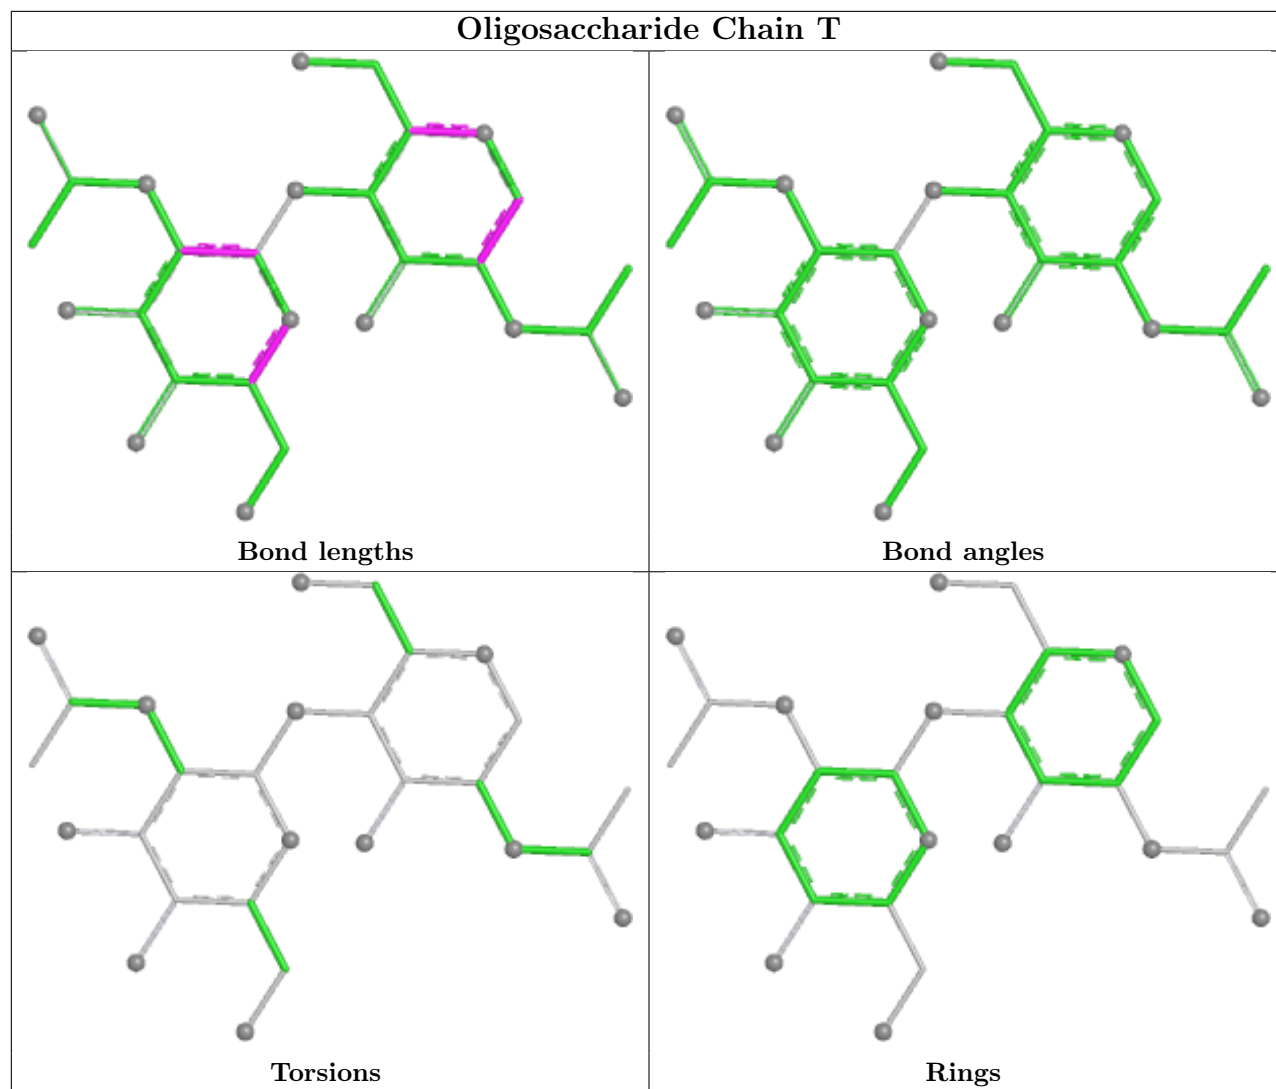 Oligosaccharide Chain T
Bond lengths
Bond angles
Torsions
Rings